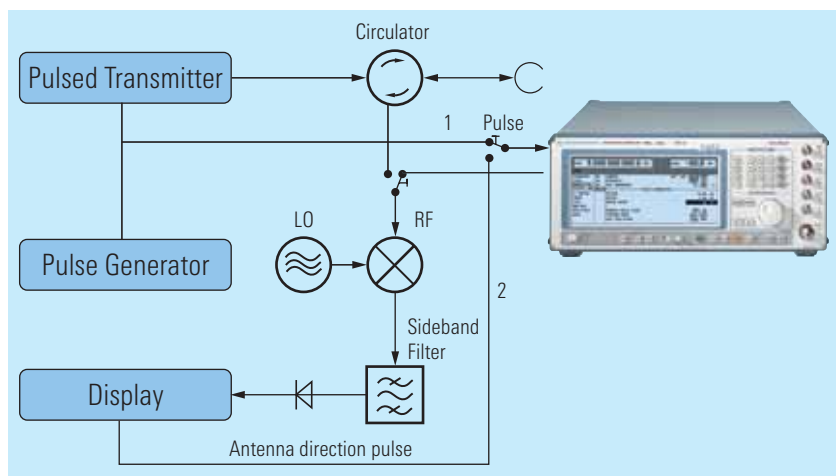 Circulator
Pulsed Transmitter
1
Pulse
LO
RF
Pulse Generator
2
Sideband
Filter
Display
Antenna direction pulse